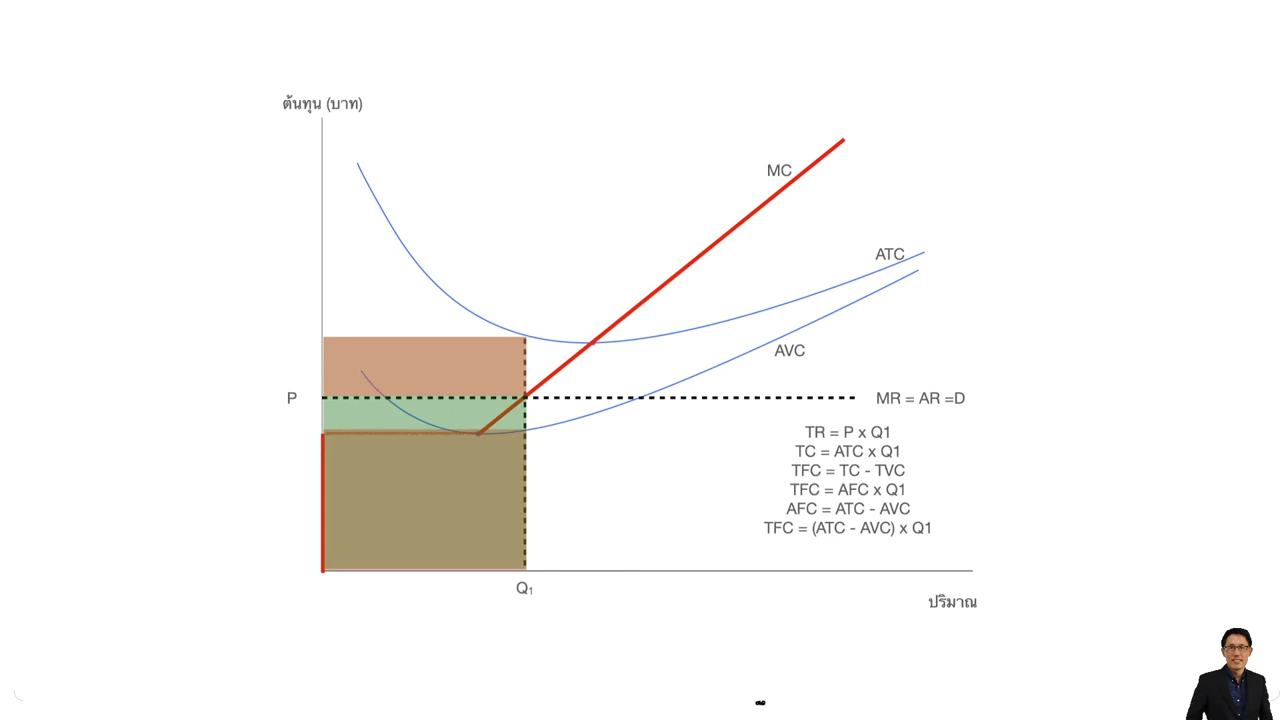 ต้นทุน (บาท)
MC
ATC
AVC
P
MR = AR =D
TR = P x Q1
TC = ATC x Q1
TFC = TC - TVC
TFC = AFC x Q1
AFC = ATC - AVC
TFC = (ATC - AVC) x Q1
Q₁
ปริมาณ